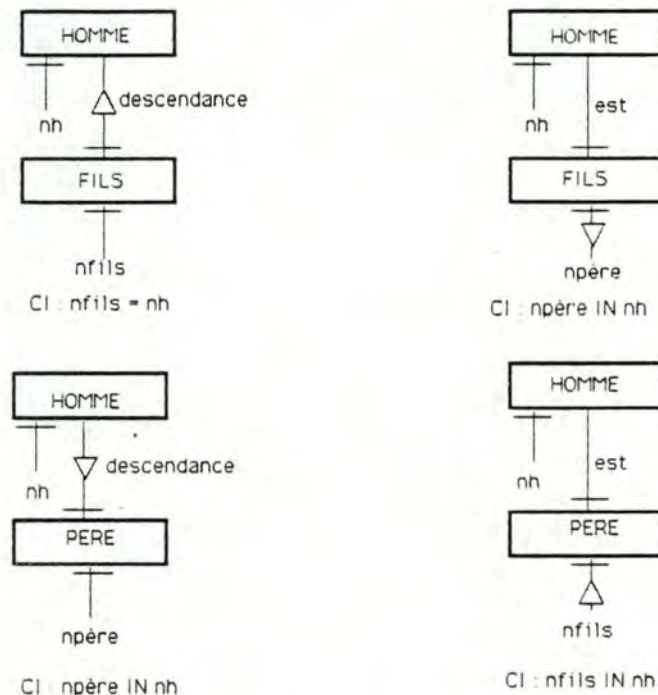 HOMME
descendance
nh
FILS
nfils
CI : nfils = nh
HOMME
est
nh
FILS
npère
CI : npère IN nh
HOMME
descendance
nh
PERE
npère
CI : npère IN nh
HOMME
est
nh
PERE
nfils
CI : nfils IN nh